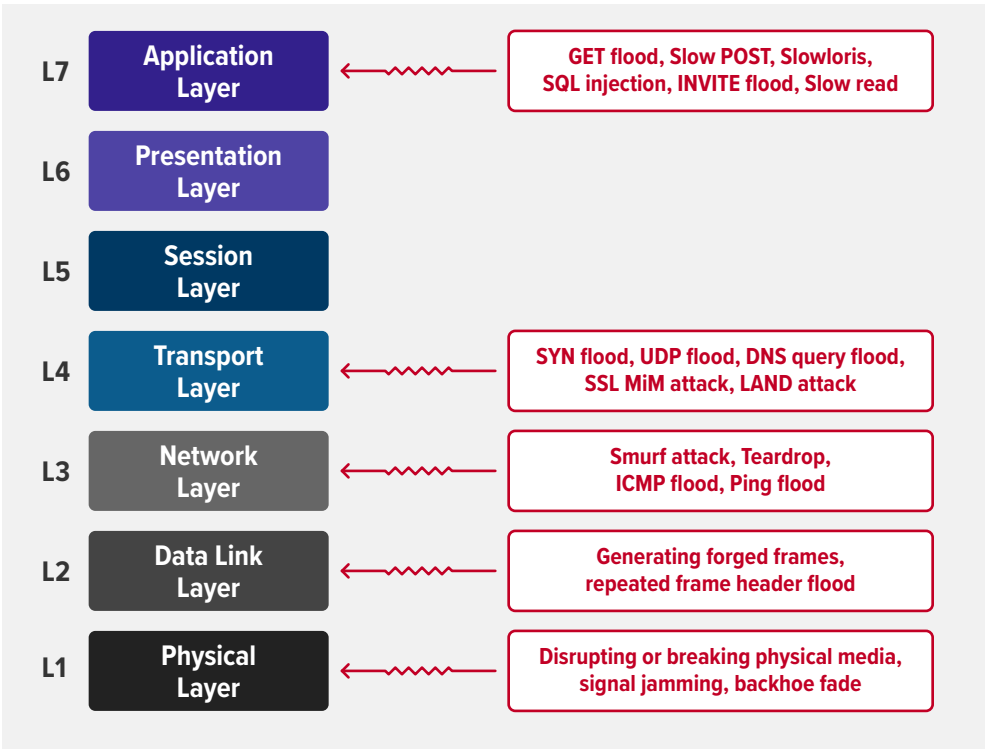 L7
Application
Layer
GET flood, Slow POST, Slowloris,
SQL injection, INVITE flood, Slow read
L6
Presentation
Layer
L5
Session
Layer
L4
Transport
Layer
SYN flood, UDP flood, DNS query flood,
SSL MiM attack, LAND attack
L3
Network
Layer
Smurf attack, Teardrop,
ICMP flood, Ping flood
L2
Data Link
Layer
Generating forged frames,
repeated frame header flood
L1
Physical
Layer
Disrupting or breaking physical media,
signal jamming, backhoe fade